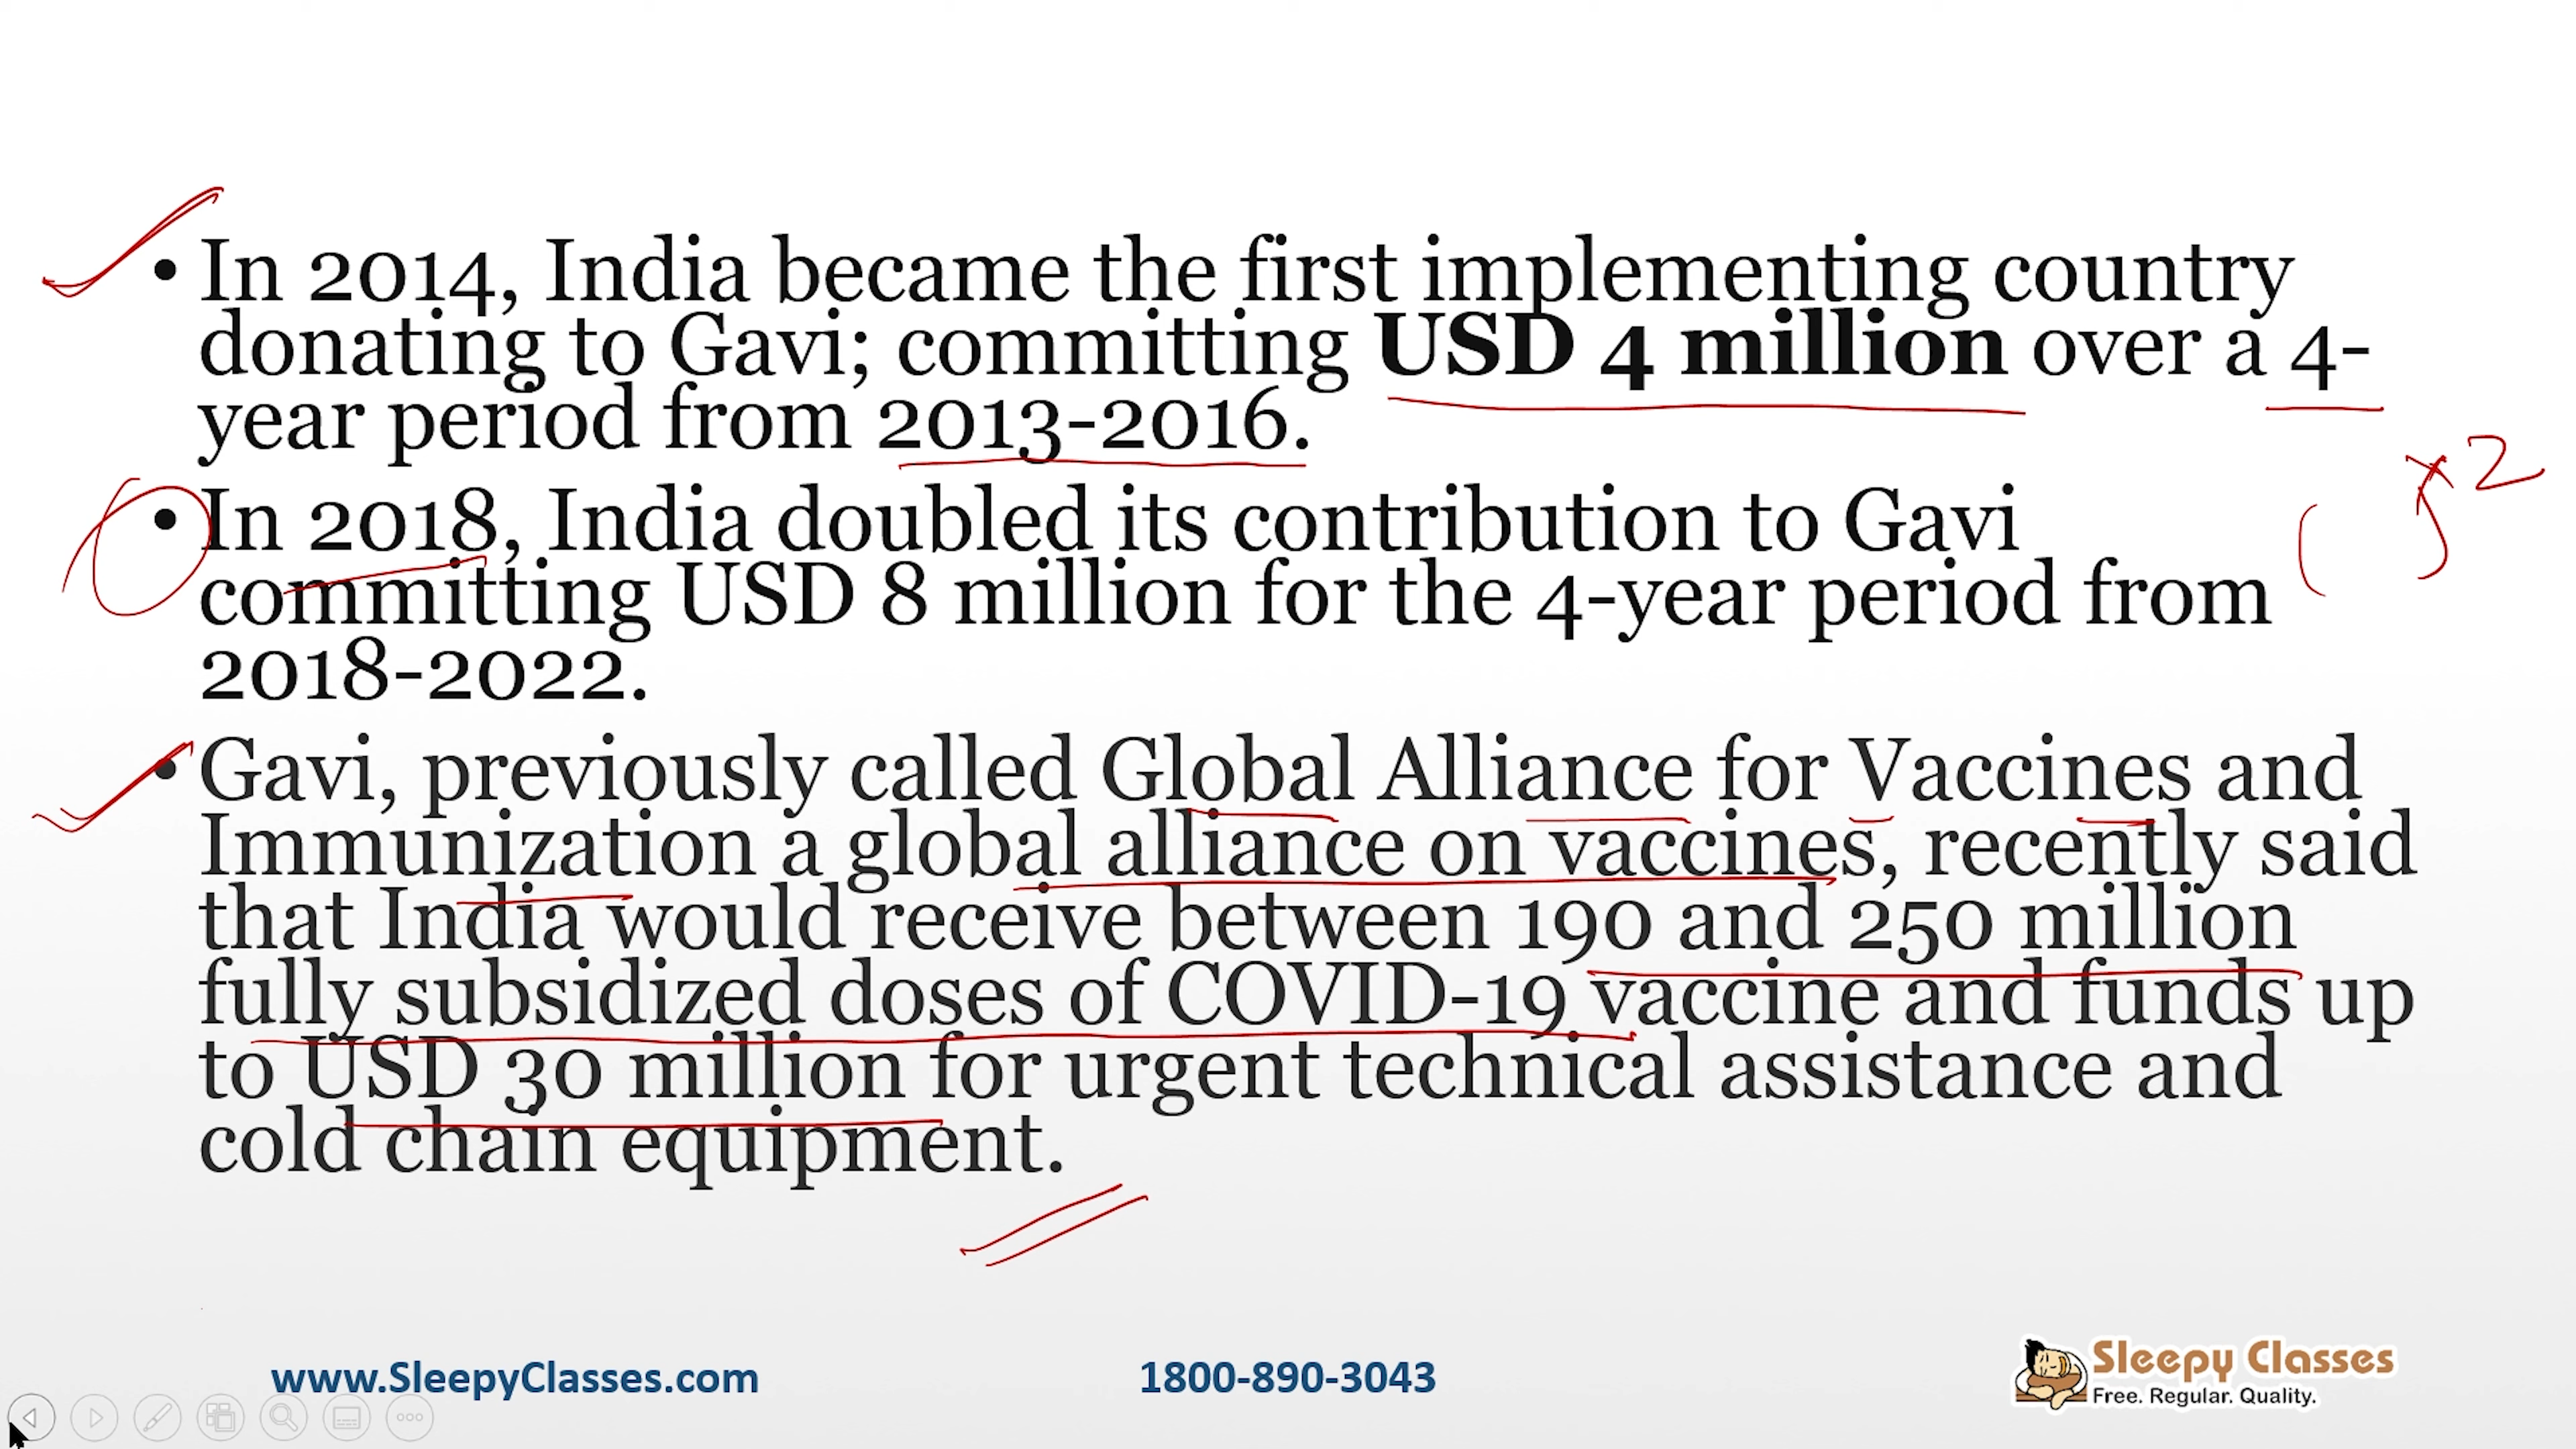 • In 2014, India became the first implementing country
donating to Gavi; committing USD 4 million over a 4-
year period from 2013-2016.
• In 2018, India doubled its contribution to Gavi
committing USD 8 million for the 4-year period from
2018-2022.
( ) x2
• Gavi, previously called Global Alliance for Vaccines and
Immunization a global alliance on vaccines, recently said
that India would receive between 190 and 250 million
fully subsidized doses of COVID-19 vaccine and funds up
to USD 30 million for urgent technical assistance and
cold chain equipment.
www.SleepyClasses.com
1800-890-3043
Sleepy Classes
Free. Regular. Quality.